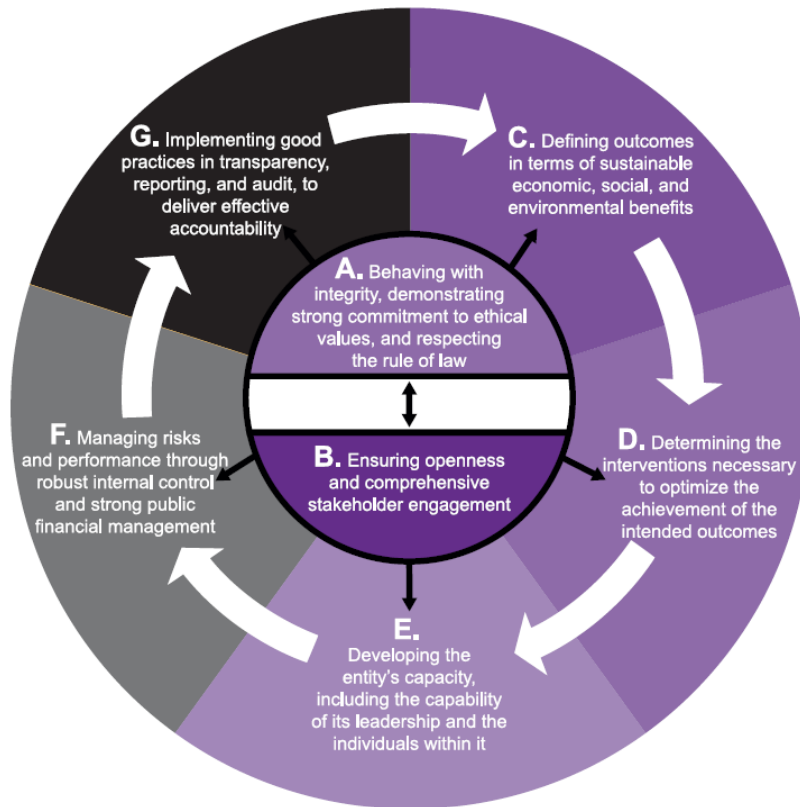 G. Implementing good
practices in transparency,
reporting, and audit, to
deliver effective
accountability
C. Defining outcomes
in terms of sustainable
economic, social, and
environmental benefits
A. Behaving with
integrity, demonstrating
strong commitment to ethical
values, and respecting
the rule of law
B. Ensuring openness
and comprehensive
stakeholder engagement
F. Managing risks
and performance through
robust internal control
and strong public
financial management
D. Determining the
interventions necessary
to optimize the
achievement of the
intended outcomes
E.
Developing the
entity's capacity,
including the capability
of its leadership and the
individuals within it